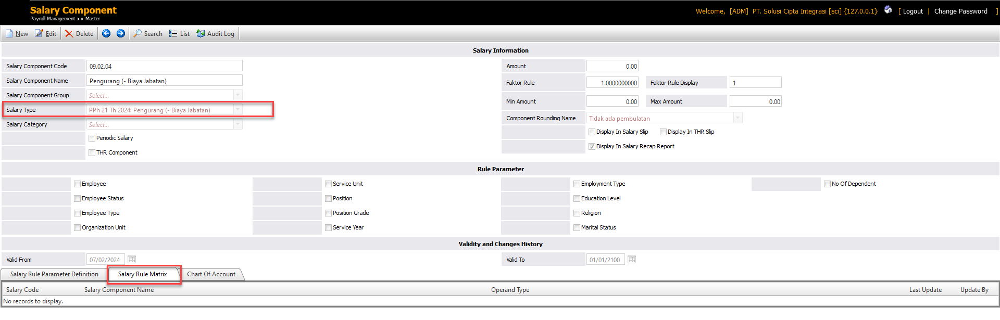 Salary Component
Welcome, [ADM] PT. Solusi Cipta Integrasi [sci] {127.0.0.1} [ Logout | Change Password ]
Payroll Management >> Master
New Edit Delete Search List Audit Log
Salary Information
Salary Component Code 09.02.04 Amount 0.00
Salary Component Name Pengurang (- Biaya Jabatan) Faktor Rule 1.0000000000 Faktor Rule Display 1
Salary Component Group Select... Min Amount 0.00 Max Amount 0.00
Salary Type PPh 21 Th 2024: Pengurang (- Biaya Jabatan) Component Rounding Name Tidak ada pembulatan
Salary Category Select... Display In Salary Slip Display In THR Slip
Periodic Salary Display In Salary Recap Report
THR Component
Rule Parameter
Employee Service Unit Employment Type No Of Dependent
Employee Status Position Education Level
Employee Type Position Grade Religion
Organization Unit Service Year Marital Status
Validity and Changes History
Valid From 07/02/2024 Valid To 01/01/2100
Salary Rule Parameter Definition Salary Rule Matrix Chart Of Account
Salary Code Salary Component Name Operand Type Last Update Update By
No records to display.